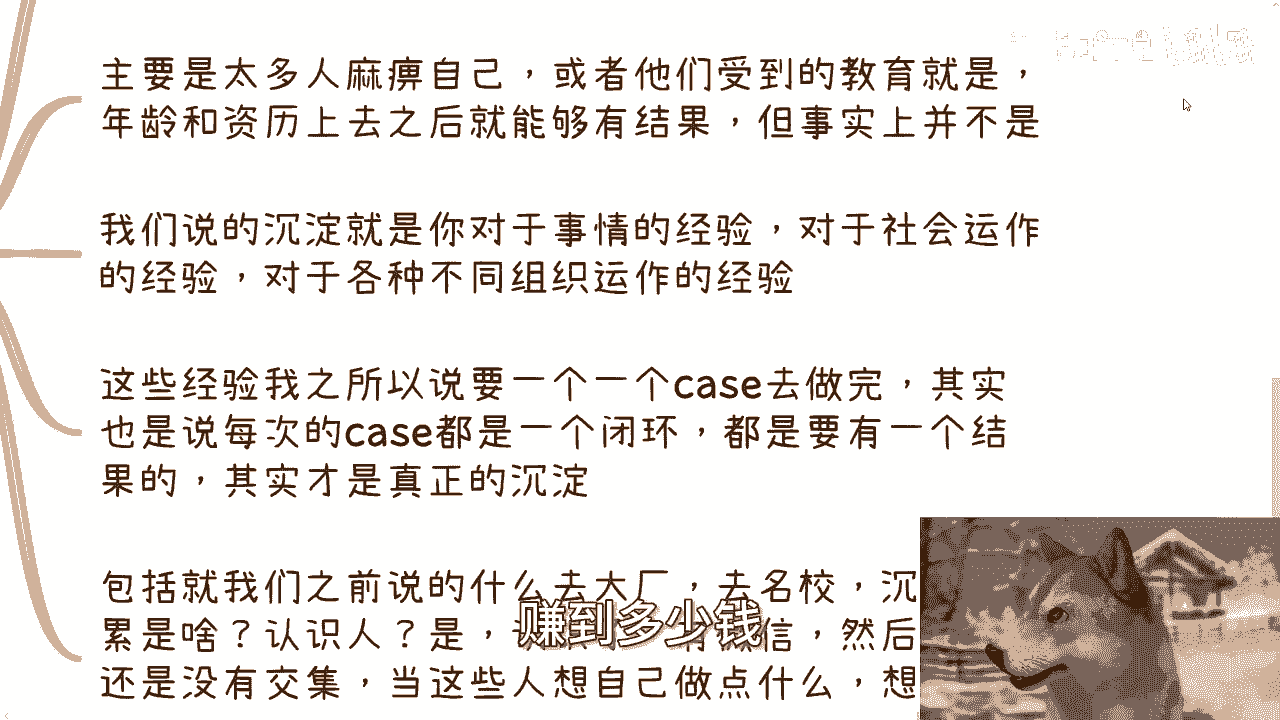 主要是太多人麻痹自己，或者他们受到的教育就是，
年龄和资历上去之后就能够有结果，但事实上并不是
我们说的沉淀就是你对于事情的经验，对于社会运作
的经验，对于各种不同组织运作的经验
这些经验我之所以说要一个一个case去做完，其实
也是说每次的case都是一个闭环，都是要有一个结
果的，其实才是真正的沉淀
包括就我们之前说的什么去大厂，去名校，沉
累是啥？认识人？是，信，然后
赚到多少钱
还是没有交集，当这些人想自己做点什么，想